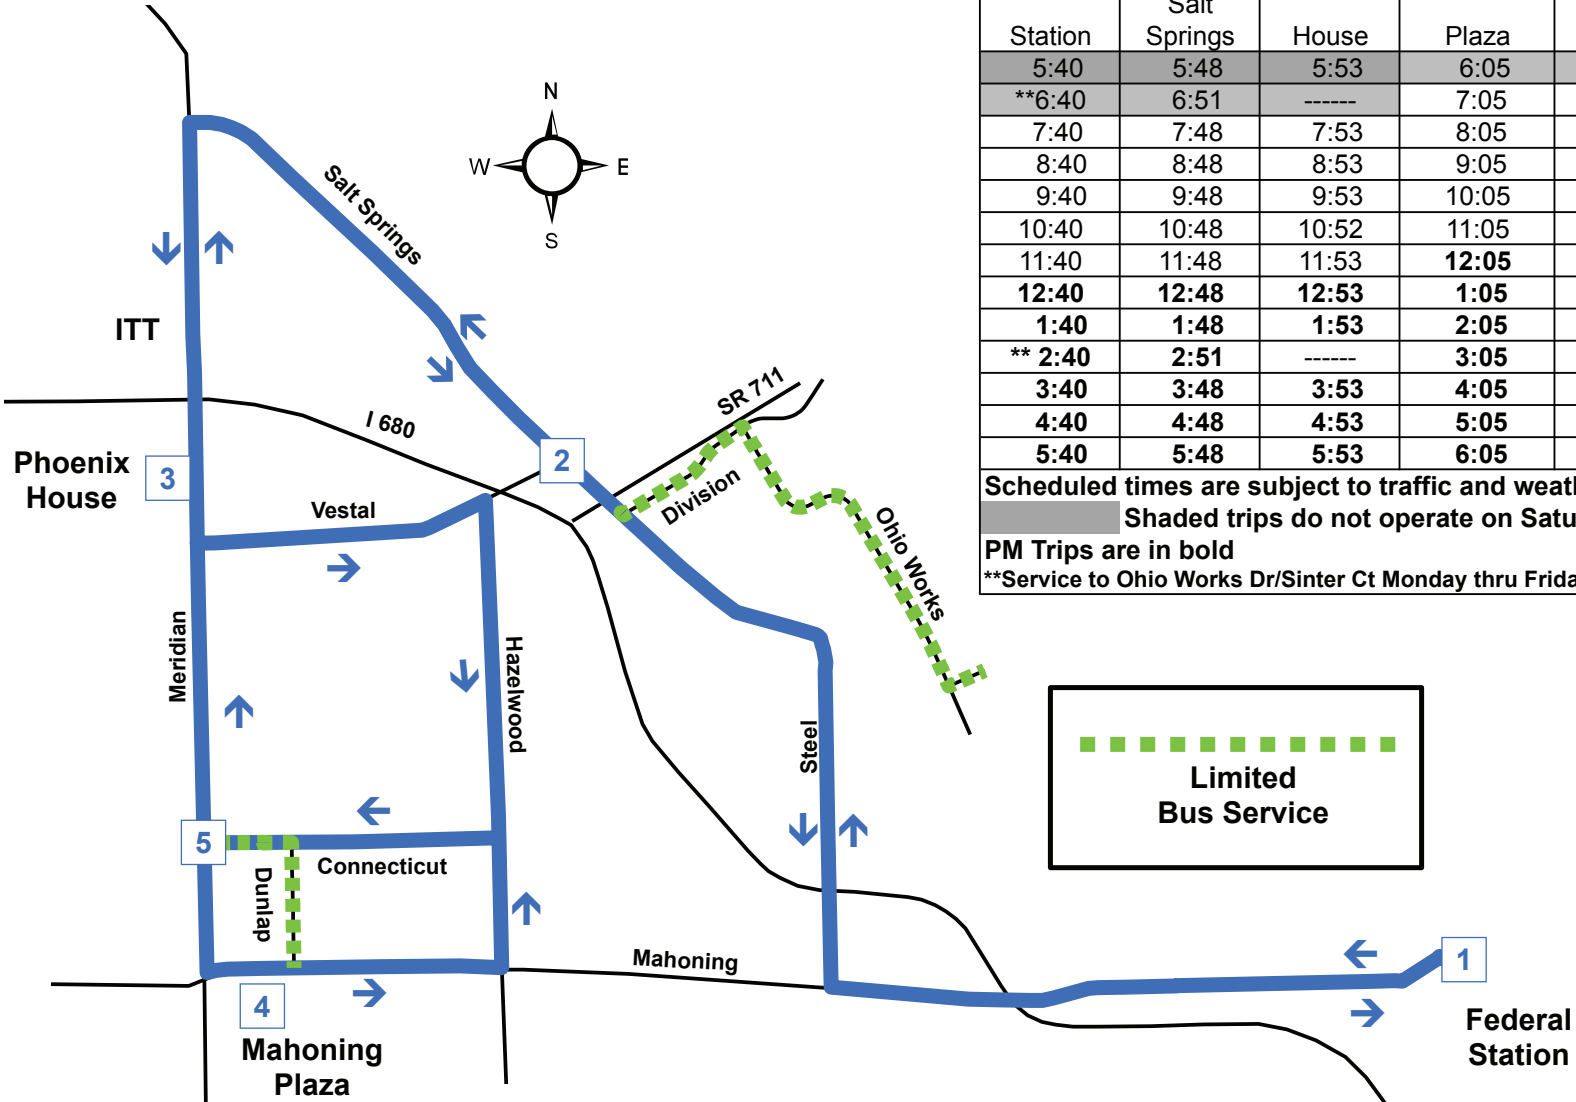 Salt
Station Springs House Plaza
5:40 5:48 5:53 6:05
**6:40 6:51 ------ 7:05
7:40 7:48 7:53 8:05
8:40 8:48 8:53 9:05
9:40 9:48 9:53 10:05
10:40 10:48 10:52 11:05
11:40 11:48 11:53 12:05
12:40 12:48 12:53 1:05
1:40 1:48 1:53 2:05
** 2:40 2:51 ------ 3:05
3:40 3:48 3:53 4:05
4:40 4:48 4:53 5:05
5:40 5:48 5:53 6:05
Scheduled times are subject to traffic and weath
Shaded trips do not operate on Satu
PM Trips are in bold
**Service to Ohio Works Dr/Sinter Ct Monday thru Frida
N
W E
S
Salt Springs
ITT
SR 711
I 680
Phoenix
House
3
2
Division
Vestal
Ohio Works
Meridian
Hazelwood
Steel
Limited
Bus Service
5
Connecticut
Dunlap
Mahoning
1
4
Federal
Station
Mahoning
Plaza